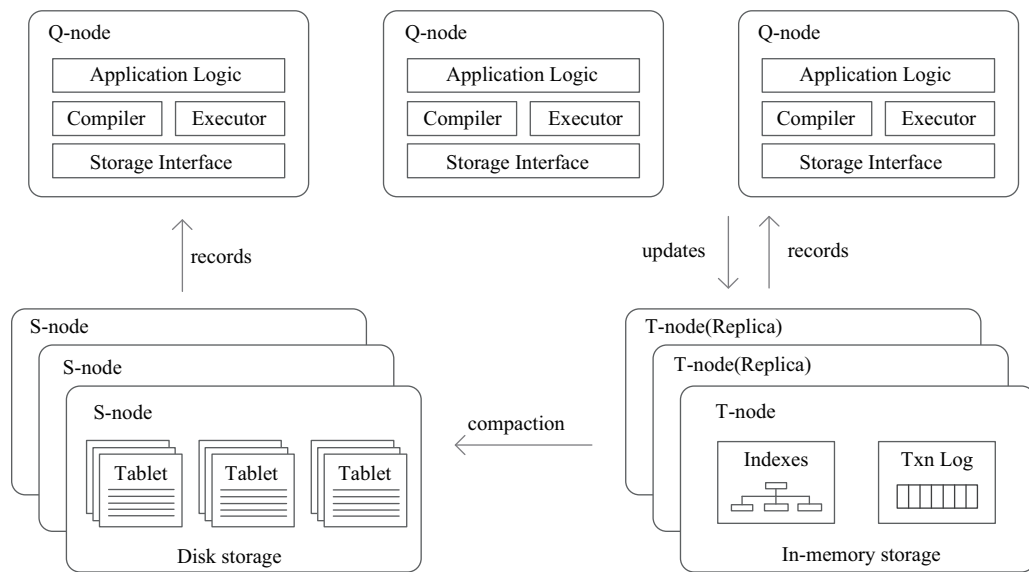 Q-node
Application Logic
Compiler Executor
Storage Interface
Q-node
Application Logic
Compiler Executor
Storage Interface
Q-node
Application Logic
Compiler Executor
Storage Interface
records
updates
records
S-node
S-node
S-node
Tablet Tablet Tablet
Disk storage
compaction
T-node(Replica)
T-node(Replica)
T-node
Indexes Txn Log
In-memory storage